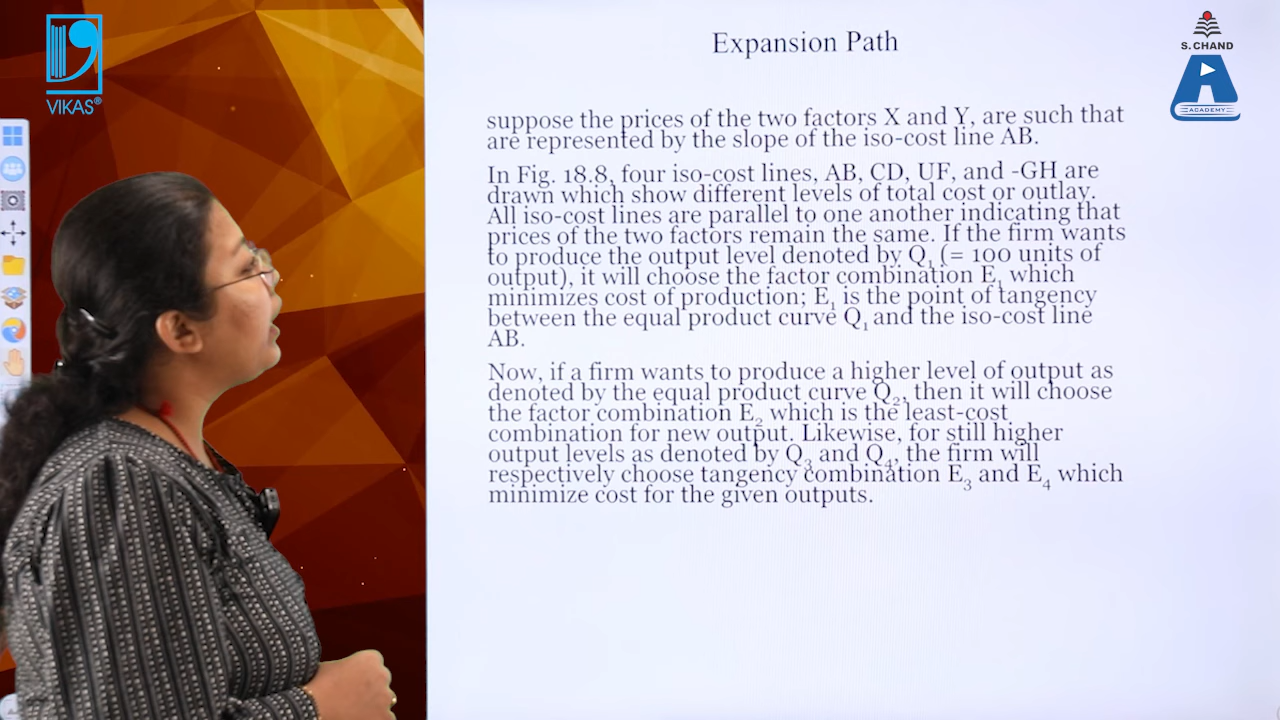 Expansion Path
VIKAS®
S. CHAND
ACADEMY
suppose the prices of the two factors X and Y, are such that
are represented by the slope of the iso-cost line AB.
In Fig. 18.8, four iso-cost lines, AB, CD, UF, and -GH are
drawn which show different levels of total cost or outlay.
All iso-cost lines are parallel to one another indicating that
prices of the two factors remain the same. If the firm wants
to produce the output level denoted by Q₁ (= 100 units of
output), it will choose the factor combination E₁ which
minimizes cost of production; E₁ is the point of tangency
between the equal product curve Q₁ and the iso-cost line
AB.
Now, if a firm wants to produce a higher level of output as
denoted by the equal product curve Q₂, then it will choose
the factor combination E₂ which is the least-cost
combination for new output. Likewise, for still higher
output levels as denoted by Q₃ and Q₄, the firm will
respectively choose tangency combination E₃ and E₄ which
minimize cost for the given outputs.